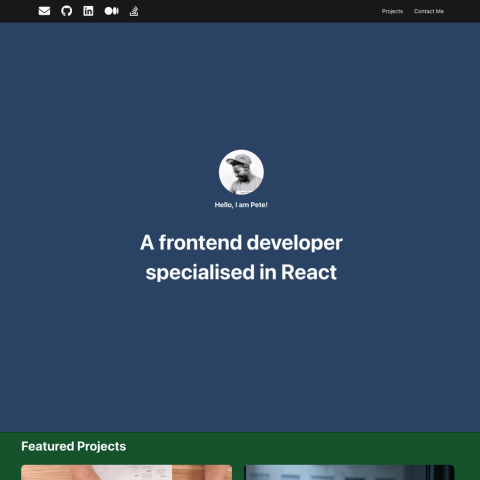 Projects
Contact Me
Hello, I am Pete!
A frontend developer
specialised in React
Featured Projects